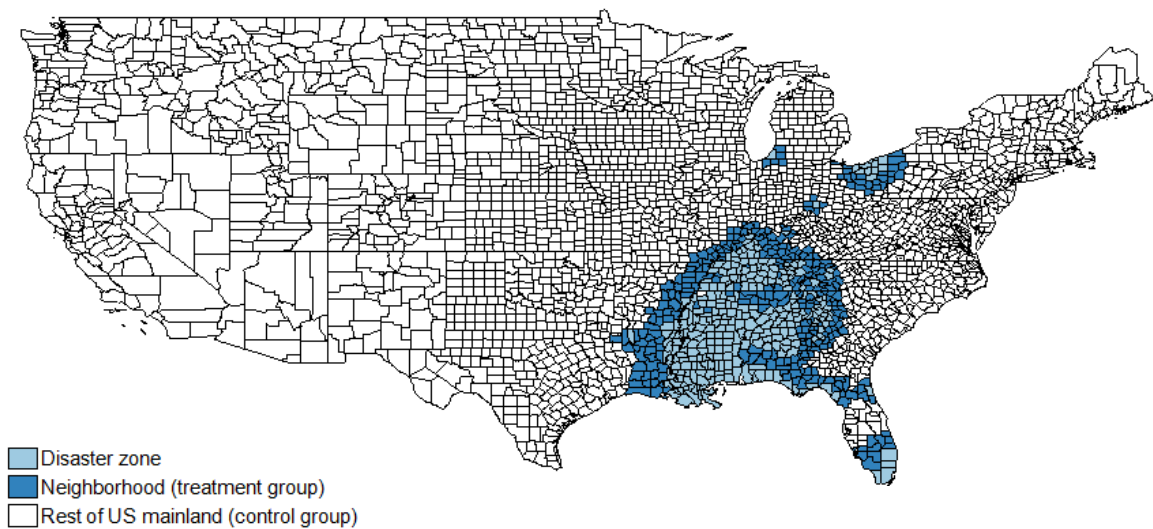 Disaster zone
Neighborhood (treatment group)
Rest of US mainland (control group)